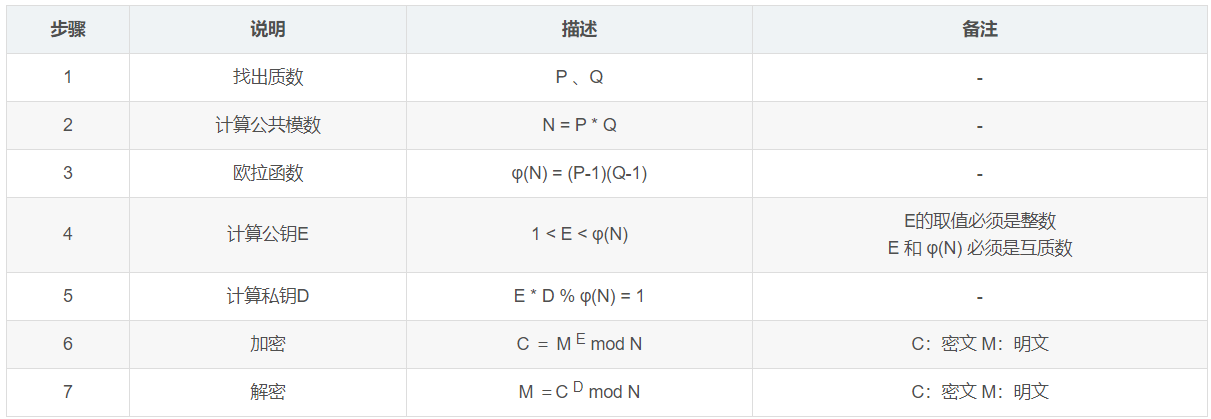 步骤 说明 描述 备注
1 找出质数 P 、Q -
2 计算公共模数 N = P * Q -
3 欧拉函数 φ(N) = (P-1)(Q-1) -
4 计算公钥E 1 < E < φ(N) E的取值必须是整数
E 和 φ(N) 必须是互质数
5 计算私钥D E * D % φ(N) = 1 -
6 加密 C = M E mod N C：密文 M：明文
7 解密 M =C D mod N C：密文 M：明文